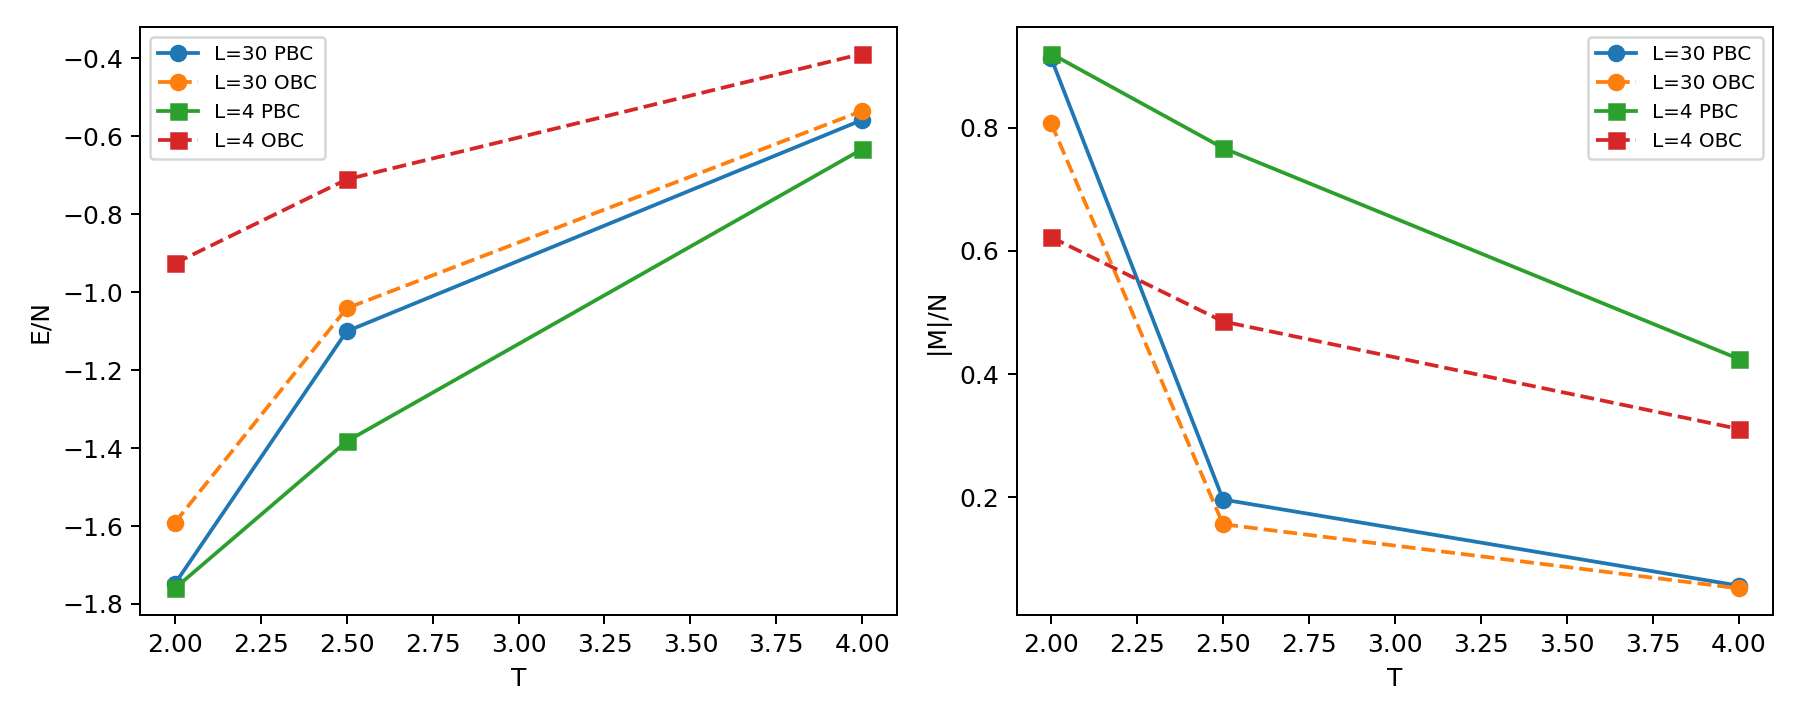 L=30 PBC
L=30 OBC
L=4 PBC
L=4 OBC
−0.4
−0.6
−0.8
−1.0
−1.2
−1.4
−1.6
−1.8
E/N
2.00 2.25 2.50 2.75 3.00 3.25 3.50 3.75 4.00
T
L=30 PBC
L=30 OBC
L=4 PBC
L=4 OBC
0.8
0.6
0.4
0.2
|M|/N
2.00 2.25 2.50 2.75 3.00 3.25 3.50 3.75 4.00
T